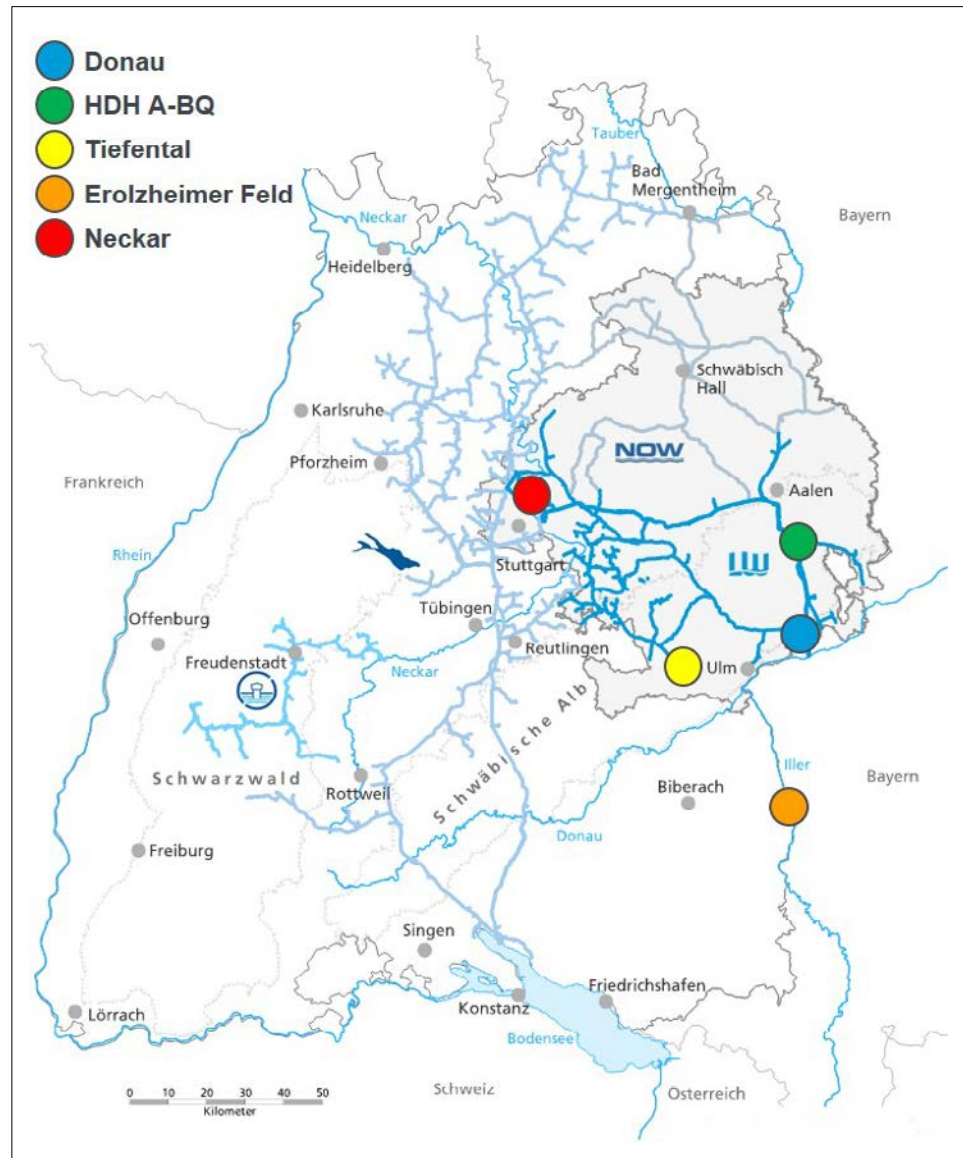 Donau
HDH A-BQ
Tiefental
Erolzheimer Feld
Neckar
Tauber
Bad
Mergentheim
Bayern
Neckar
Heidelberg
Schwäbisch
Hall
Karlsruhe
NOW
Pforzheim
Frankreich
Aalen
Rhein
LW
Stuttgart
Offenburg
Tübingen
Reutlingen
Freudenstadt
Neckar
Ulm
Schwäbische Alb
Schwarzwald
Rottweil
Iller
Bayern
Biberach
Donau
Freiburg
Singen
Friedrichshafen
Konstanz
Lörrach
Bodensee
0 10 20 30 40 50
Kilometer
Schweiz
Österreich